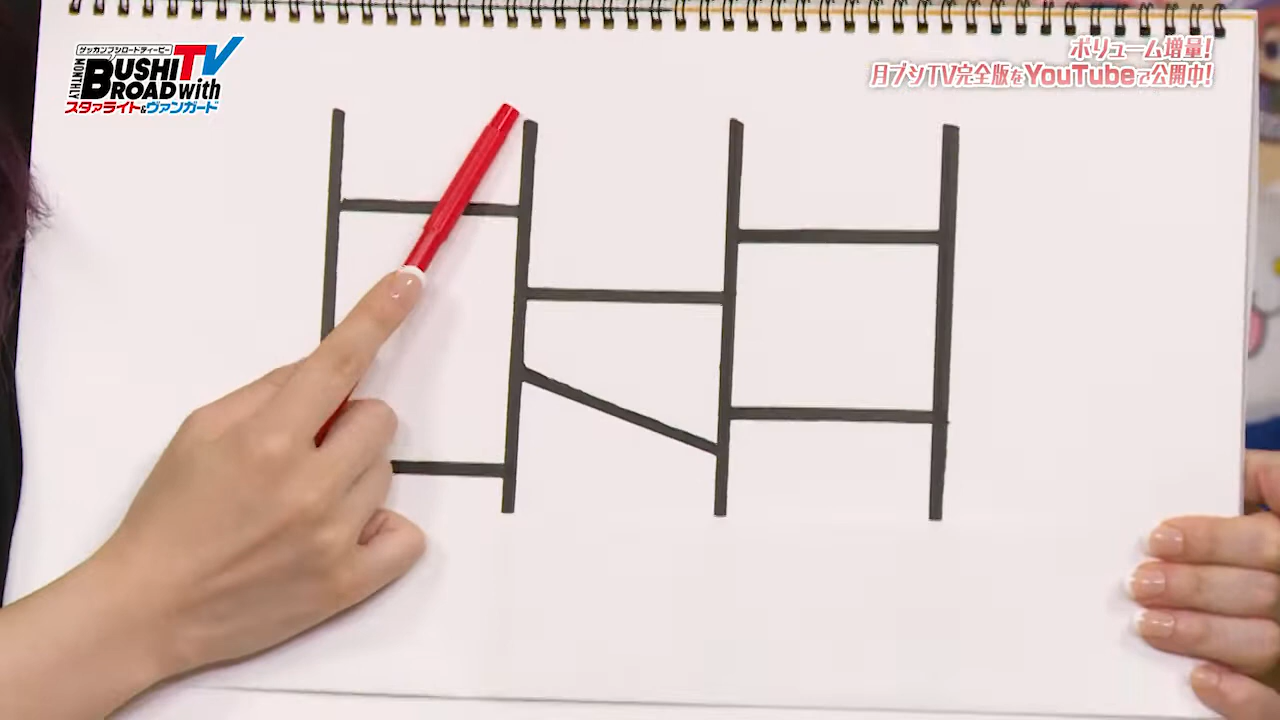 ゲッカンブシロードティービー
MONTHLY
BUSHI TV
ROAD with
スタァライト&ヴァンガード
ボリューム増量!
月ブシTV完全版をYouTubeで公開中!